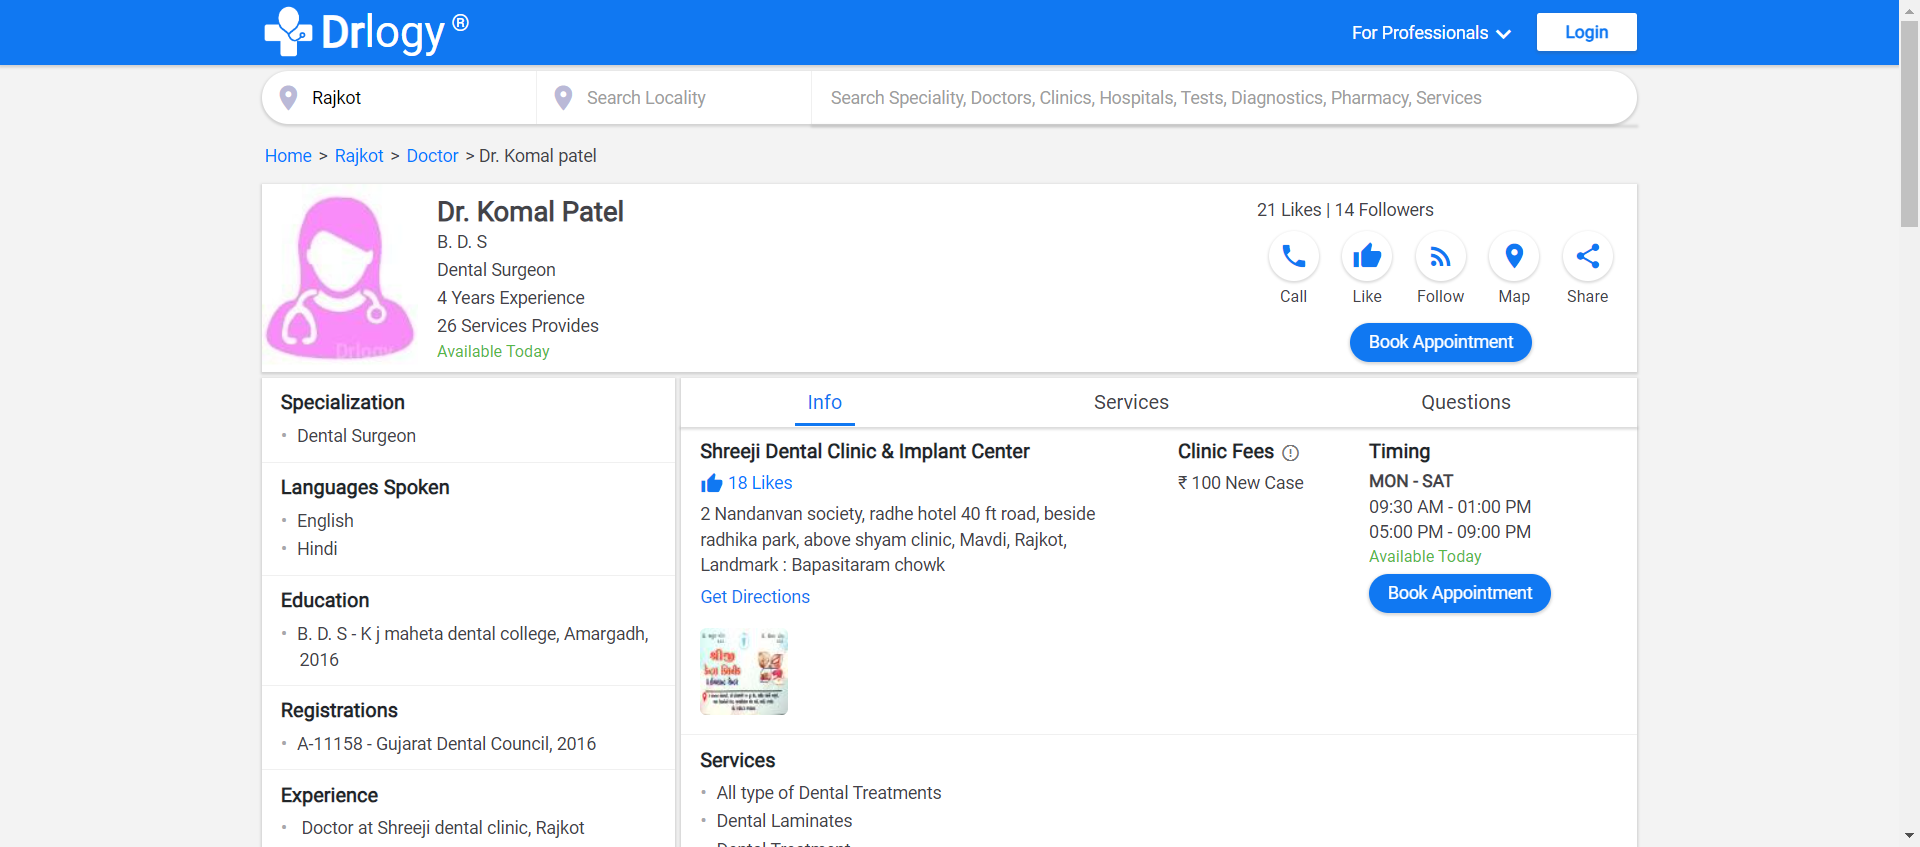 Drlogy ®
For Professionals
Login
Rajkot
Search Locality
Search Speciality, Doctors, Clinics, Hospitals, Tests, Diagnostics, Pharmacy, Services
Home > Rajkot > Doctor > Dr. Komal patel
Dr. Komal Patel
B. D. S
Dental Surgeon
4 Years Experience
26 Services Provides
Available Today
21 Likes | 14 Followers
Call
Like
Follow
Map
Share
Book Appointment
Specialization
• Dental Surgeon
Languages Spoken
• English
• Hindi
Education
• B. D. S - K j maheta dental college, Amargadh,
2016
Registrations
• A-11158 - Gujarat Dental Council, 2016
Experience
• Doctor at Shreeji dental clinic, Rajkot
Info
Services
Questions
Shreeji Dental Clinic & Implant Center
18 Likes
2 Nandanvan society, radhe hotel 40 ft road, beside
radhika park, above shyam clinic, Mavdi, Rajkot,
Landmark : Bapasitaram chowk
Get Directions
શ્રીજી
Clinic Fees
₹ 100 New Case
Timing
MON - SAT
09:30 AM - 01:00 PM
05:00 PM - 09:00 PM
Available Today
Book Appointment
Services
• All type of Dental Treatments
• Dental Laminates
Dental Treatment